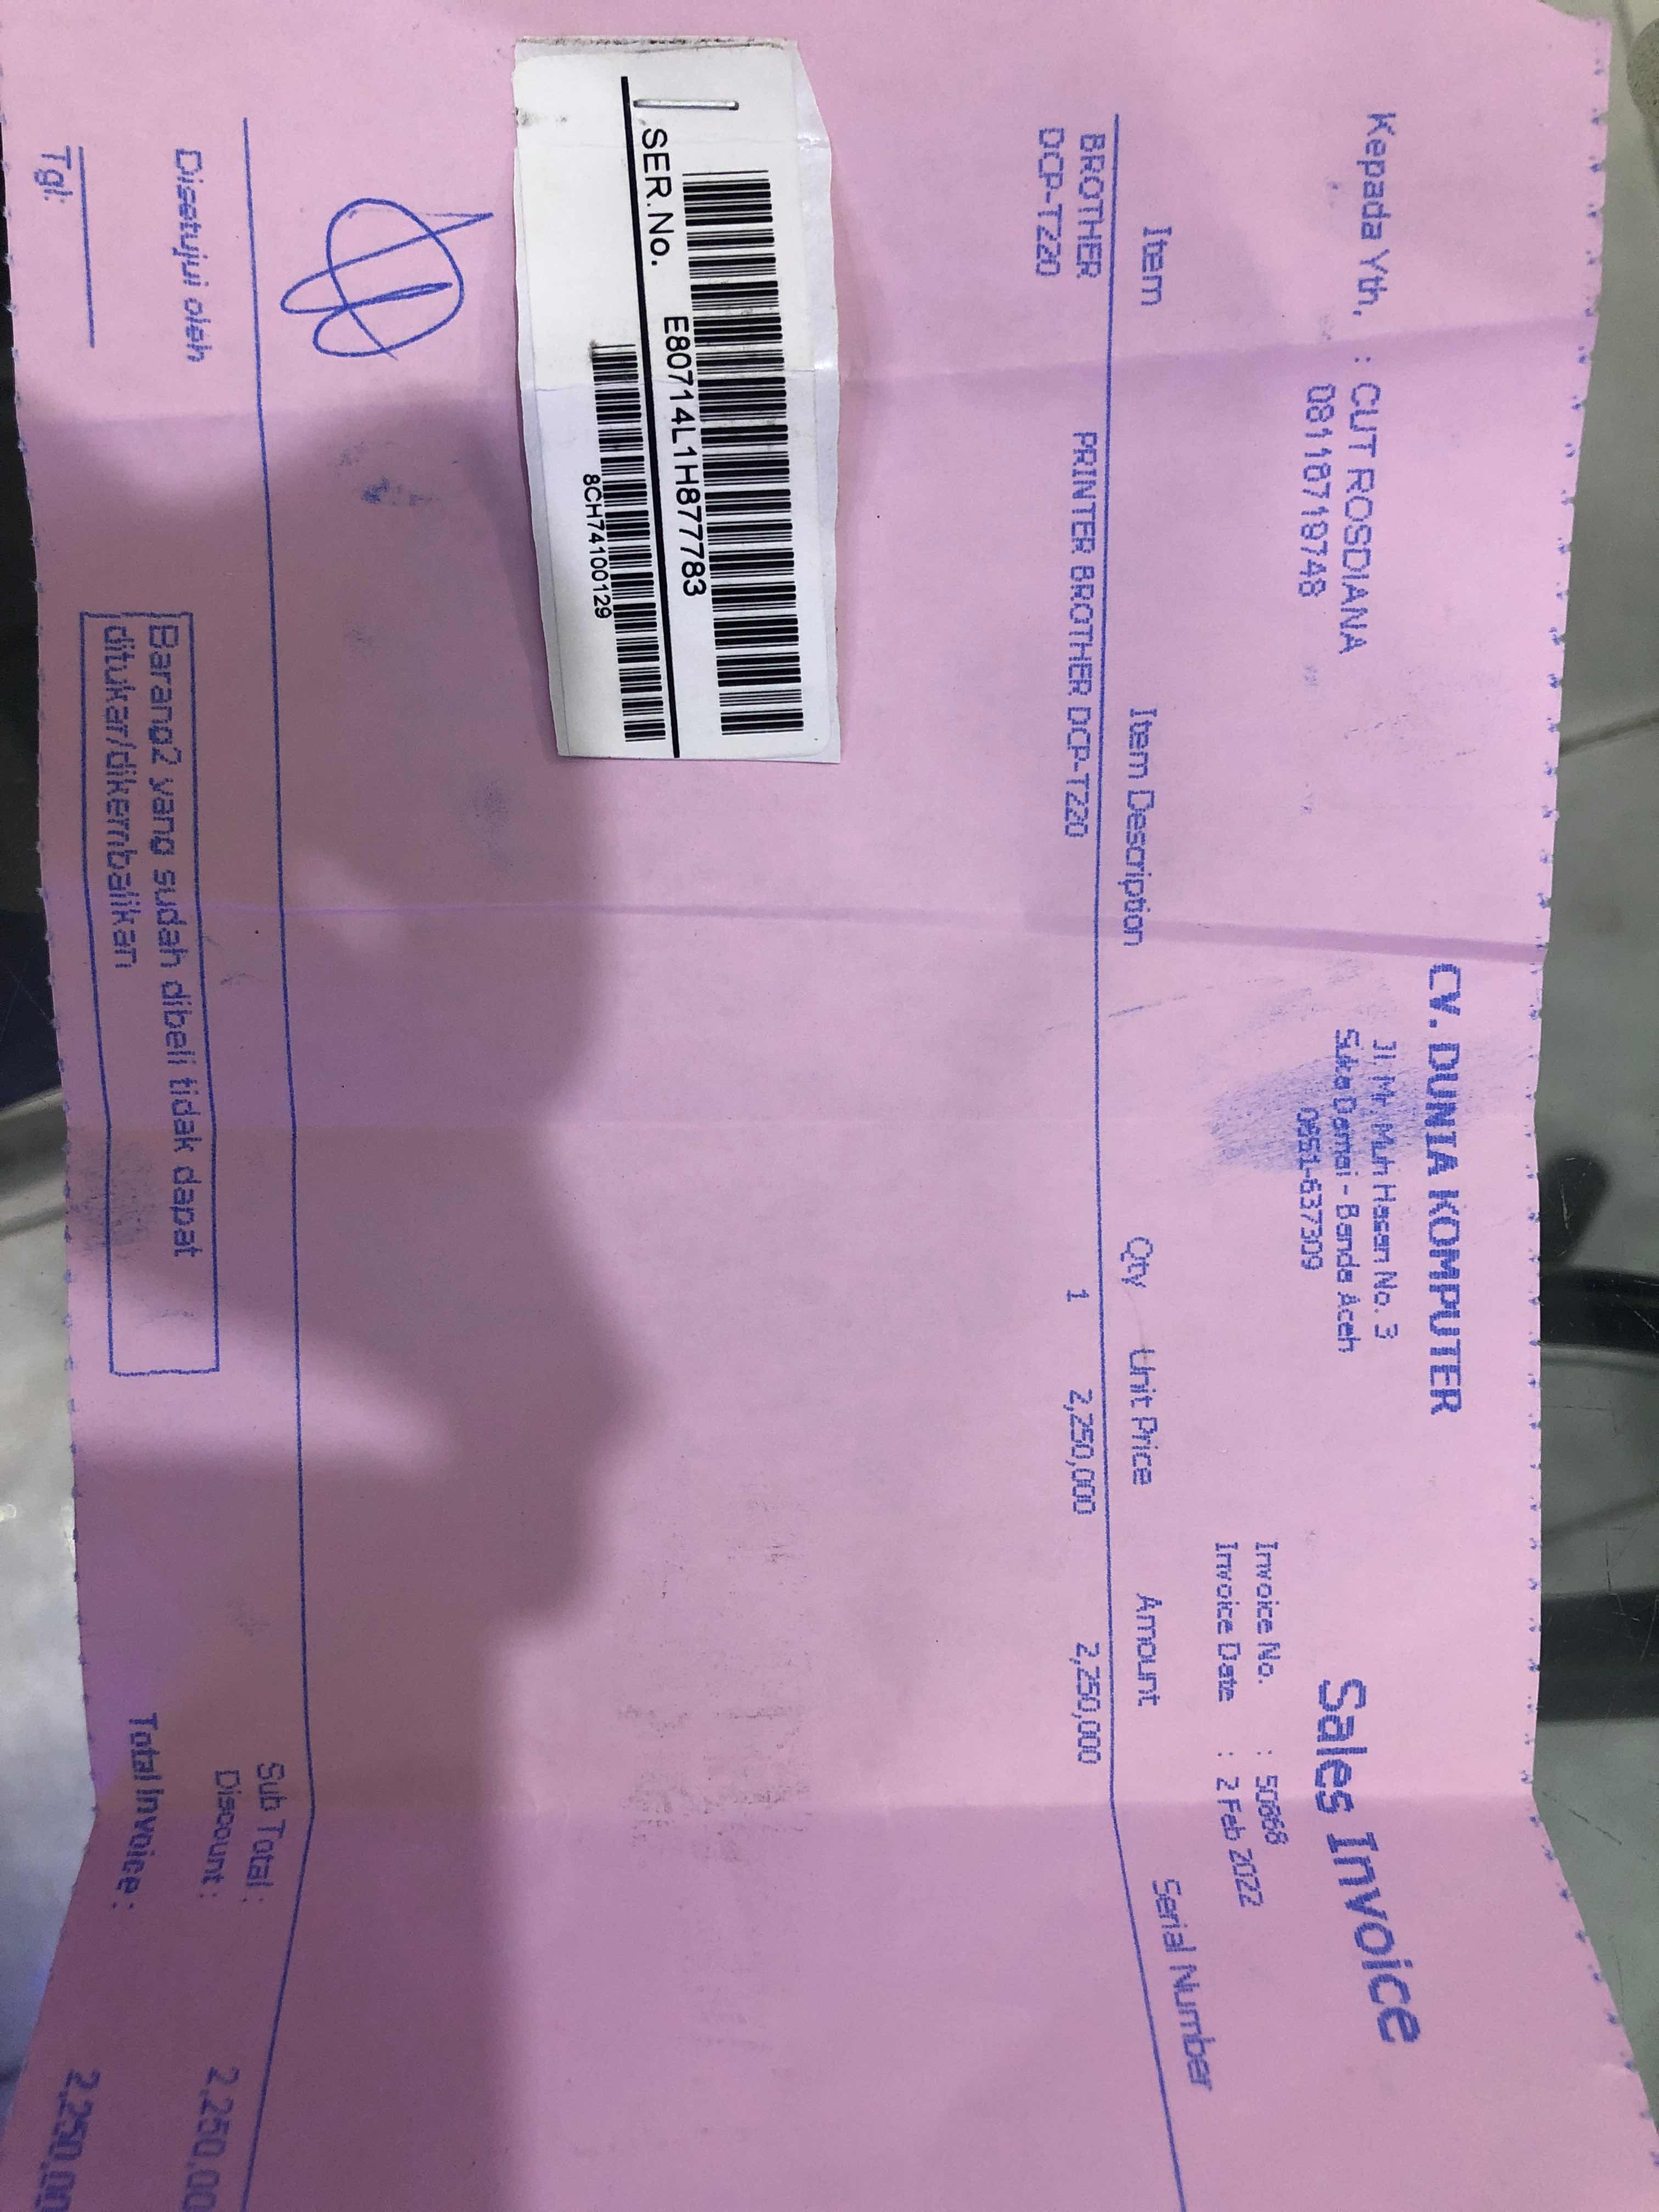 CV. DUNIA KOMPUTER
Jl. Mr. Muh Hasan No. 3
Suka Damai - Banda Aceh
0651-637309
Sales Invoice
Kepada Yth, : CUT ROSDIANA
08118719748
Invoice No. : 50868
Invoice Date : 2 Feb 2022
Item Item Description Qty Unit Price Amount Serial Number
BROTHER PRINTER BROTHER DCP-T220 1 2,250,000 2,250,000
DCP-T220
SER.No. E80714L1H877783
8CH74100129
Disetujui oleh
Tgl:
Barang2 yang sudah dibeli tidak dapat
ditukar/dikembalikan
Sub Total : 2,250,00
Discount :
Total Invoice : 2,250,00